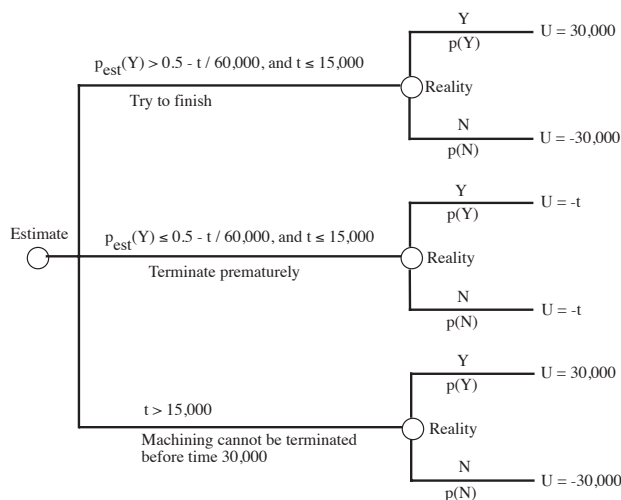 Y
p(Y)
U = 30,000
p_est(Y) > 0.5 - t / 60,000, and t ≤ 15,000
Try to finish
Reality
N
p(N)
U = -30,000
Y
p(Y)
U = -t
Estimate
p_est(Y) ≤ 0.5 - t / 60,000, and t ≤ 15,000
Terminate prematurely
Reality
N
p(N)
U = -t
Y
p(Y)
U = 30,000
t > 15,000
Machining cannot be terminated
before time 30,000
Reality
N
p(N)
U = -30,000